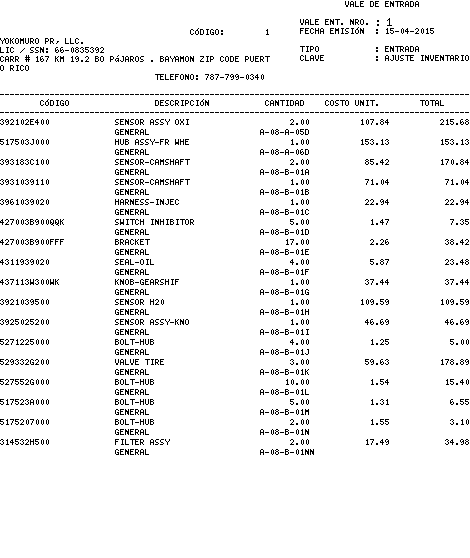 VALE DE ENTRADA
VALE ENT. NRO. : 1
CÓDIGO: 1 FECHA EMISIÓN : 15-04-2015
YOKOMURO PR, LLC.
LIC / SSN: 66-0835392 TIPO : ENTRADA
CARR # 167 KM 19.2 BO PÁJAROS . BAYAMON ZIP CODE PUERT CLAVE : AJUSTE INVENTARIO
O RICO
TELEFONO: 787-799-0340
CÓDIGO DESCRIPCIÓN CANTIDAD COSTO UNIT. TOTAL
392102E400 SENSOR ASSY OXI 2.00 107.84 215.68
GENERAL A-08-A-05D
517503J000 HUB ASSY-FR WHE 1.00 153.13 153.13
GENERAL A-08-A-06D
393183C100 SENSOR-CAMSHAFT 2.00 85.42 170.84
GENERAL A-08-B-01A
3931039110 SENSOR-CAMSHAFT 1.00 71.04 71.04
GENERAL A-08-B-01B
3961039020 HARNESS-INJEC 1.00 22.94 22.94
GENERAL A-08-B-01C
427003B900QQK SWITCH INHIBITOR 5.00 1.47 7.35
GENERAL A-08-B-01D
427003B900FFF BRACKET 17.00 2.26 38.42
GENERAL A-08-B-01E
4311939020 SEAL-OIL 4.00 5.87 23.48
GENERAL A-08-B-01F
437113W300WK KNOB-GEARSHIF 1.00 37.44 37.44
GENERAL A-08-B-01G
3921039500 SENSOR H20 1.00 109.59 109.59
GENERAL A-08-B-01H
3925025200 SENSOR ASSY-KNO 1.00 46.69 46.69
GENERAL A-08-B-01I
5271225000 BOLT-HUB 4.00 1.25 5.00
GENERAL A-08-B-01J
529332G200 VALVE TIRE 3.00 59.63 178.89
GENERAL A-08-B-01K
527552G000 BOLT-HUB 10.00 1.54 15.40
GENERAL A-08-B-01L
517523A000 BOLT-HUB 5.00 1.31 6.55
GENERAL A-08-B-01M
5175207000 BOLT-HUB 2.00 1.55 3.10
GENERAL A-08-B-01N
314532H500 FILTER ASSY 2.00 17.49 34.98
GENERAL A-08-B-01NN